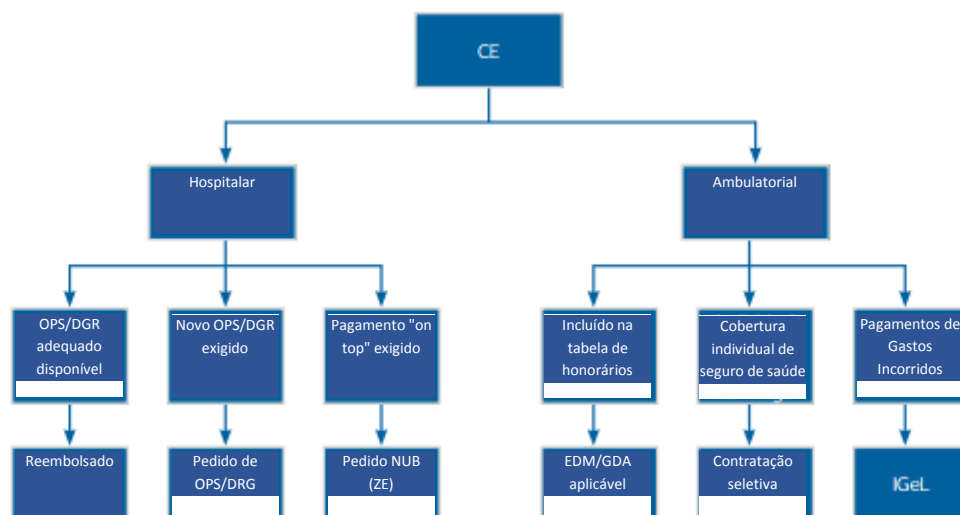 CE
Hospitalar
Ambulatorial
OPS/DGR
adequado
disponível
Novo OPS/DGR
exigido
Pagamento "on
top" exigido
Incluído na
tabela de
honorários
Cobertura
individual de
seguro de saúde
Pagamentos de
Gastos
Incorridos
Reembolsado
Pedido de
OPS/DRG
Pedido NUB
(ZE)
EDM/GDA
aplicável
Contratação
seletiva
IGeL